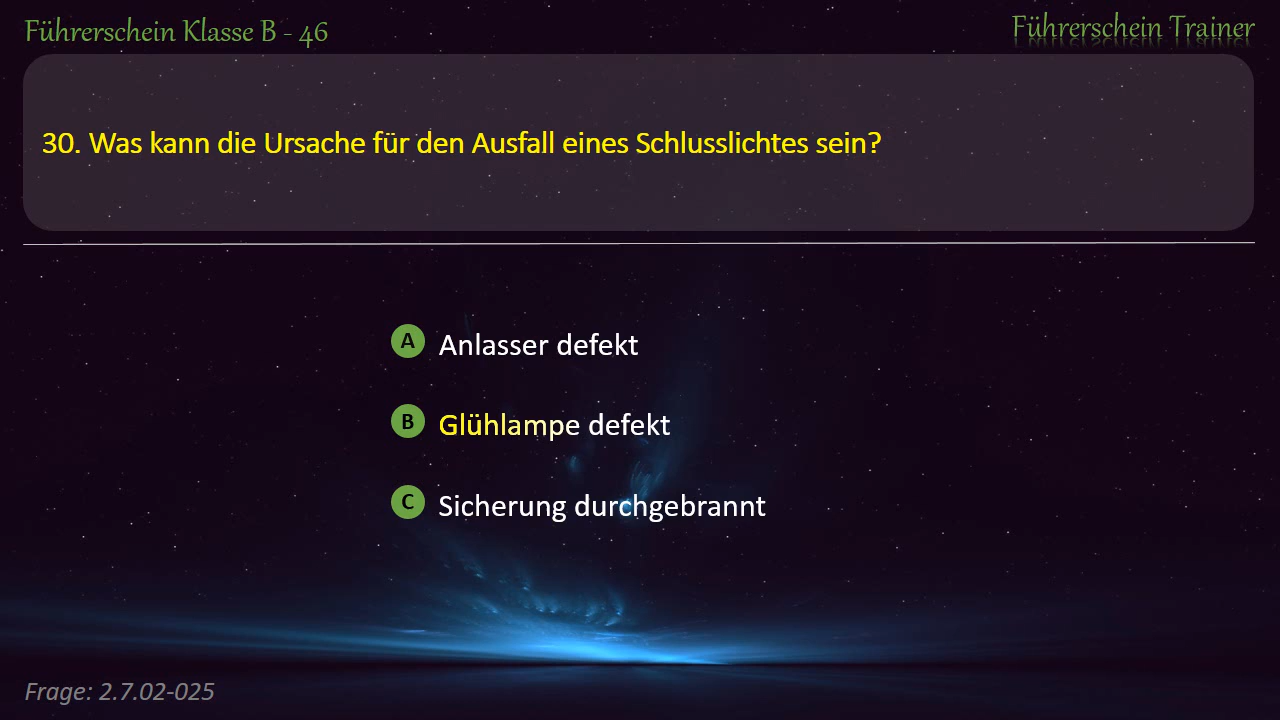 Führerschein Klasse B - 46
Führerschein Trainer
30. Was kann die Ursache für den Ausfall eines Schlusslichtes sein?
A Anlasser defekt
B Glühlampe defekt
C Sicherung durchgebrannt
Frage: 2.7.02-025